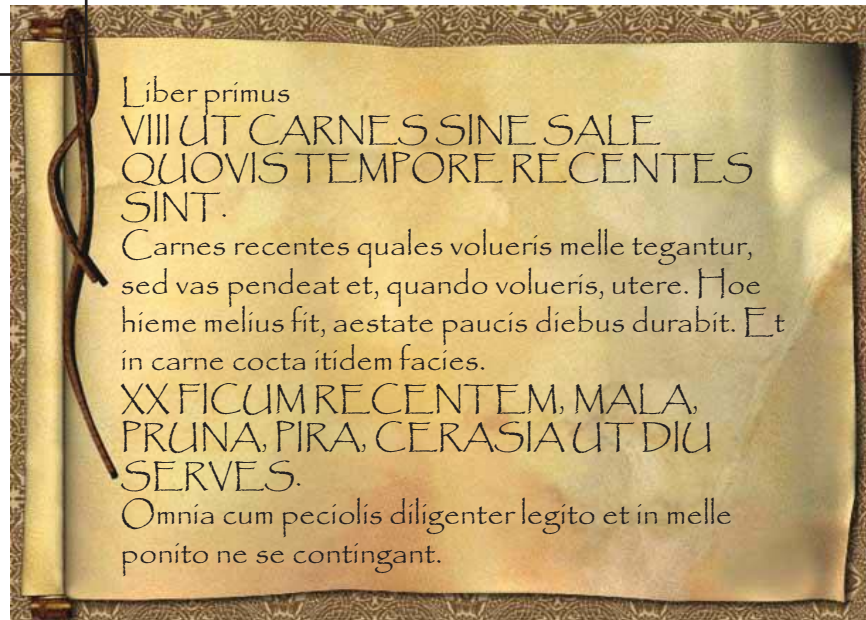 Liber primus
VIII UT CARNES SINE SALE
QUOVIS TEMPORE RECENTES
SINT.
Carnes recentes quales volueris melle tegantur,
sed vas pendeat et, quando volueris, utere. Hoe
hieme melius fit, aestate paucis diebus durabit. Et
in carne cocta itidem facies.
XX FICUM RECENTEM, MALA,
PRUNA, PIRA, CERASIA UT DIU
SERVES.
Omnia cum peciolis diligenter legito et in melle
ponito ne se contingant.